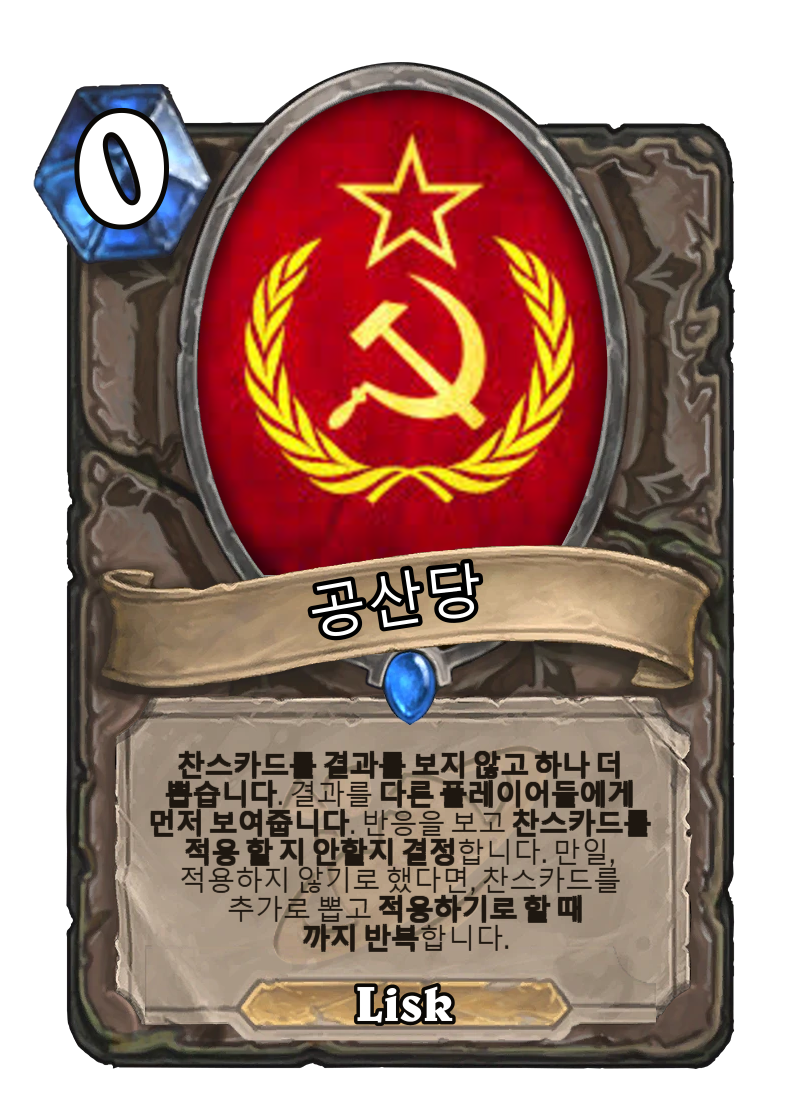 0
공산당
찬스카드를 결과를 보지 않고 하나 더
뽑습니다. 결과를 다른 플레이어들에게
먼저 보여줍니다. 반응을 보고 찬스카드를
적용 할 지 안할지 결정합니다. 만일,
적용하지 않기로 했다면, 찬스카드를
추가로 뽑고 적용하기로 할 때
까지 반복합니다.
Lisk